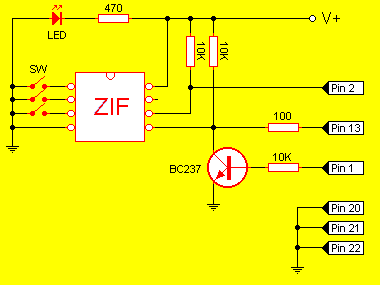 470
V+
LED
10K
10K
SW
ZIF
Pin 2
100
Pin 13
BC237
10K
Pin 1
Pin 20
Pin 21
Pin 22